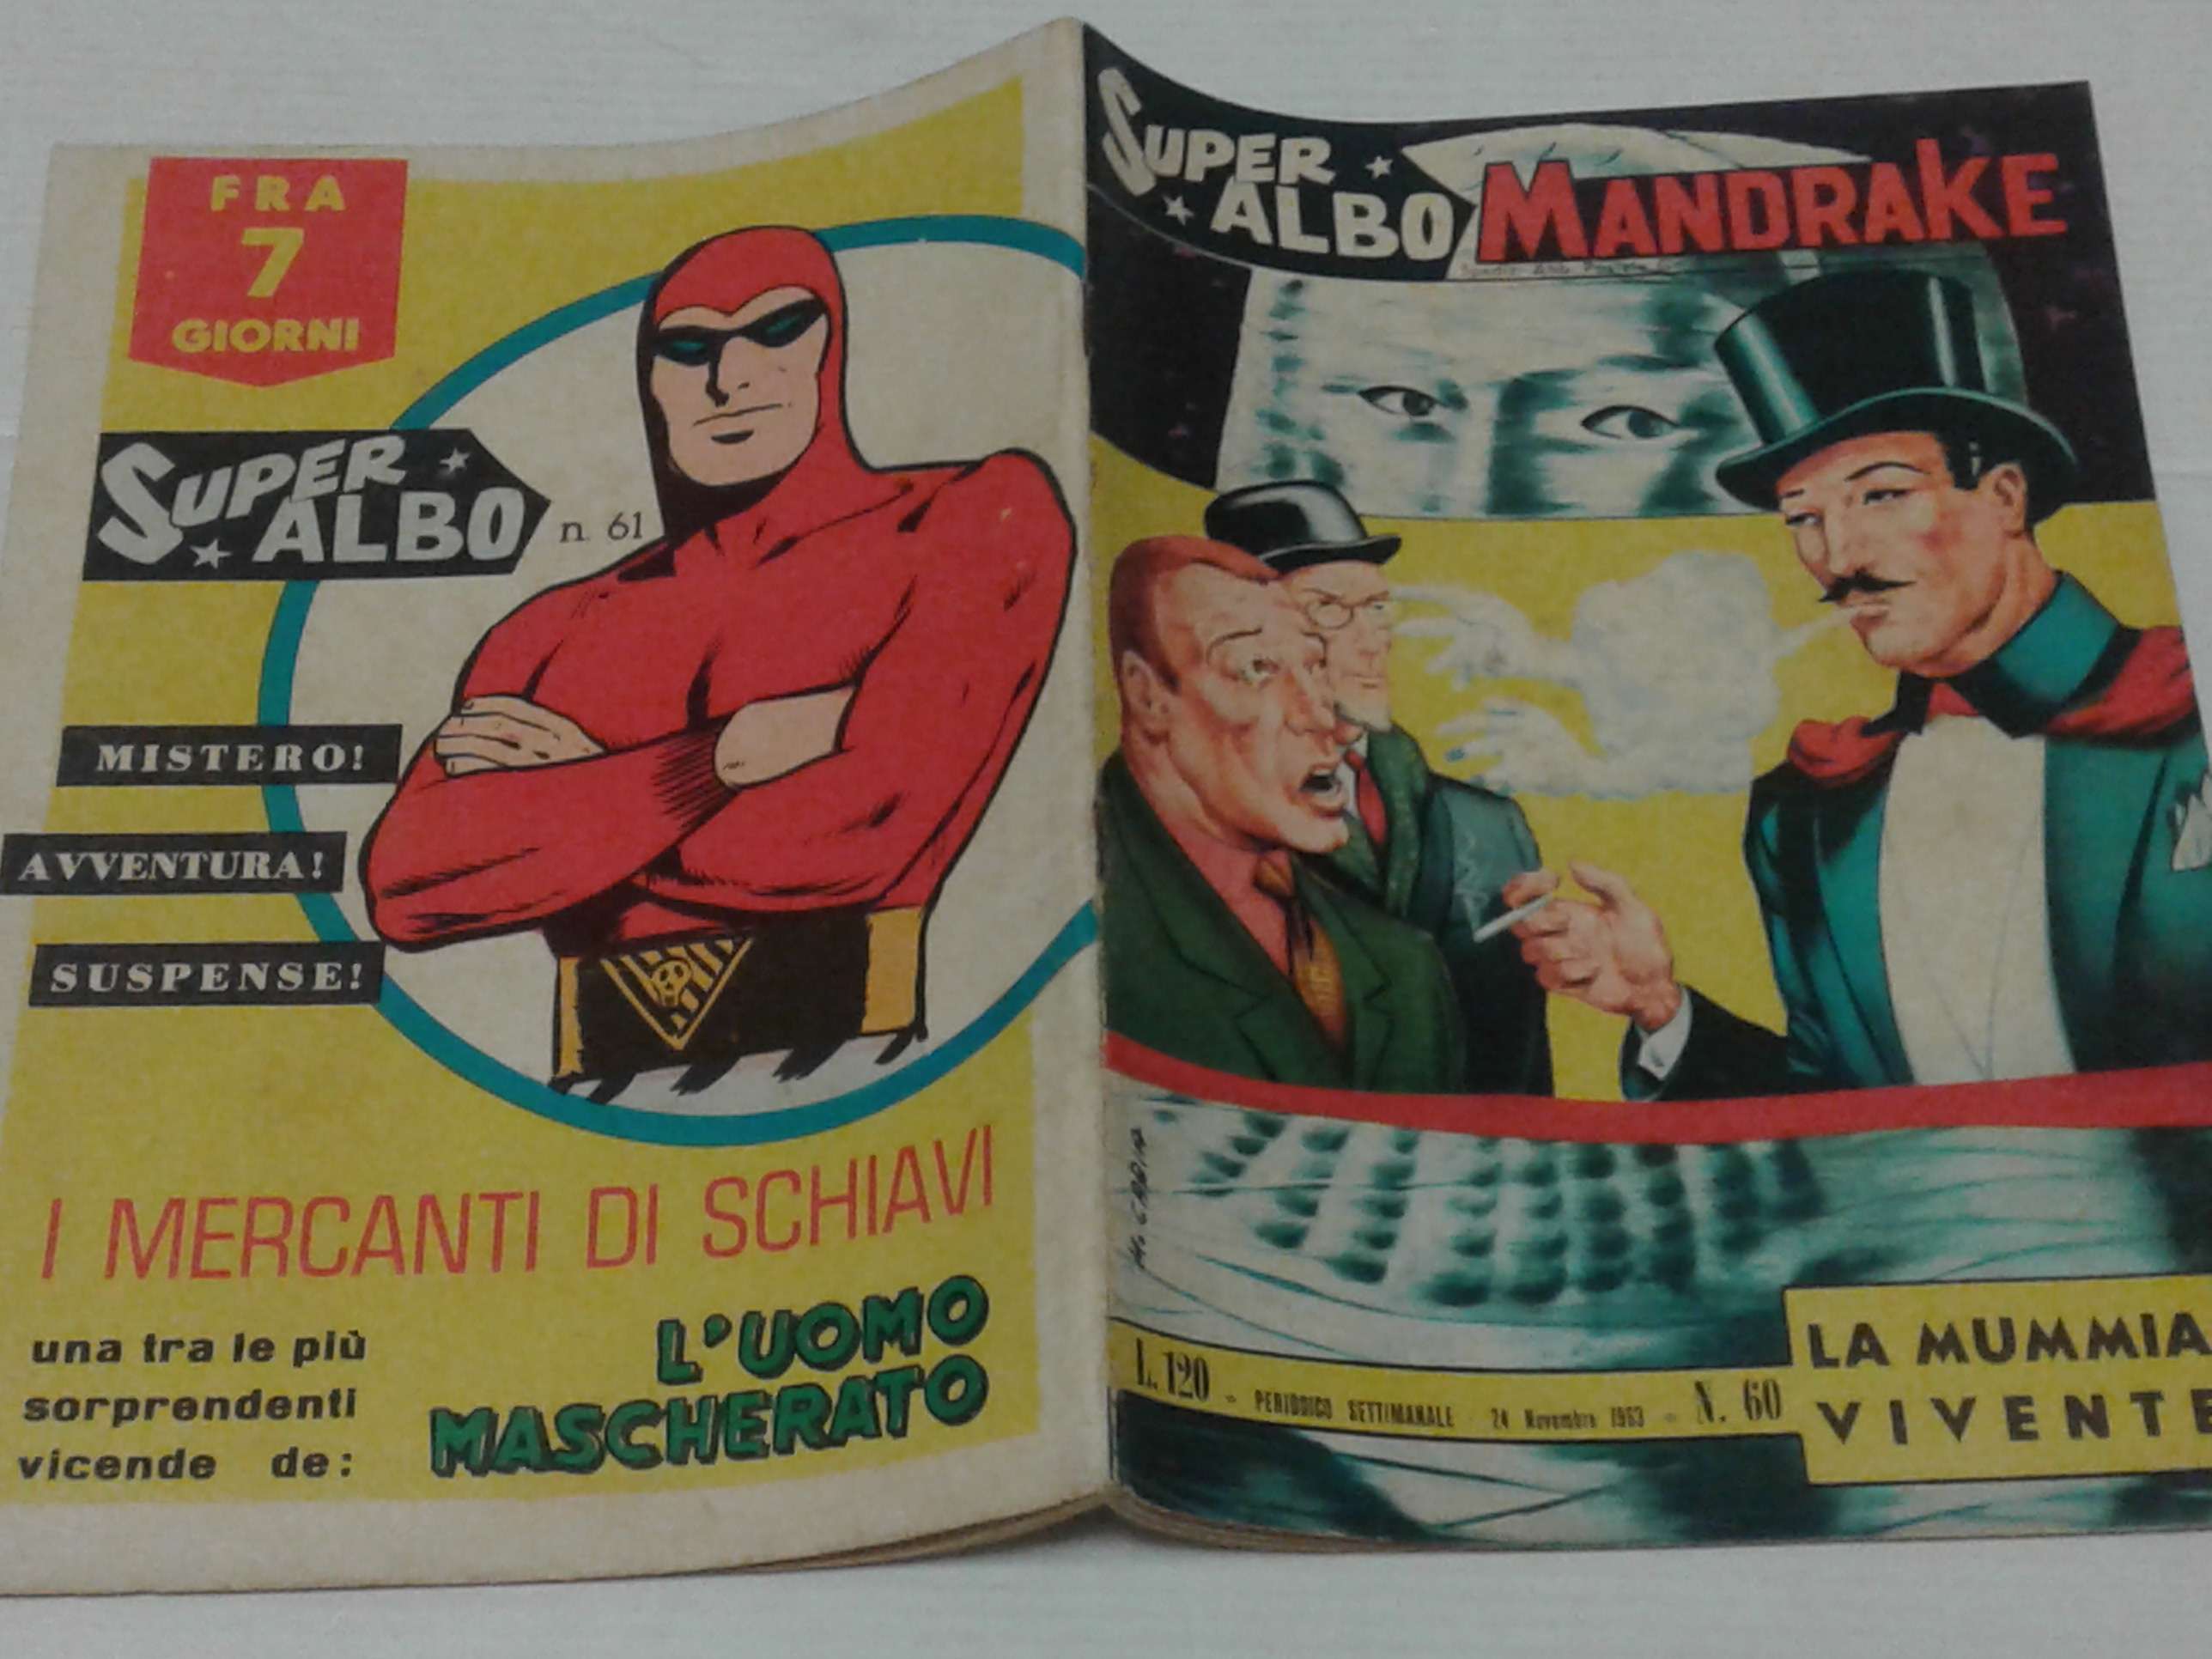 FRA
7
GIORNI
SUPER
ALBO
n. 61
MISTERO!
AVVENTURA!
SUSPENSE!
I MERCANTI DI SCHIAVI
una tra le più
sorprendenti
vicende de:
L'UOMO
MASCHERATO
SUPER
ALBO
MANDRAKE
L. 120 - PERIODICO SETTIMANALE - 24 Novembre 1963 - N. 60
LA MUMMIA
VIVENTE